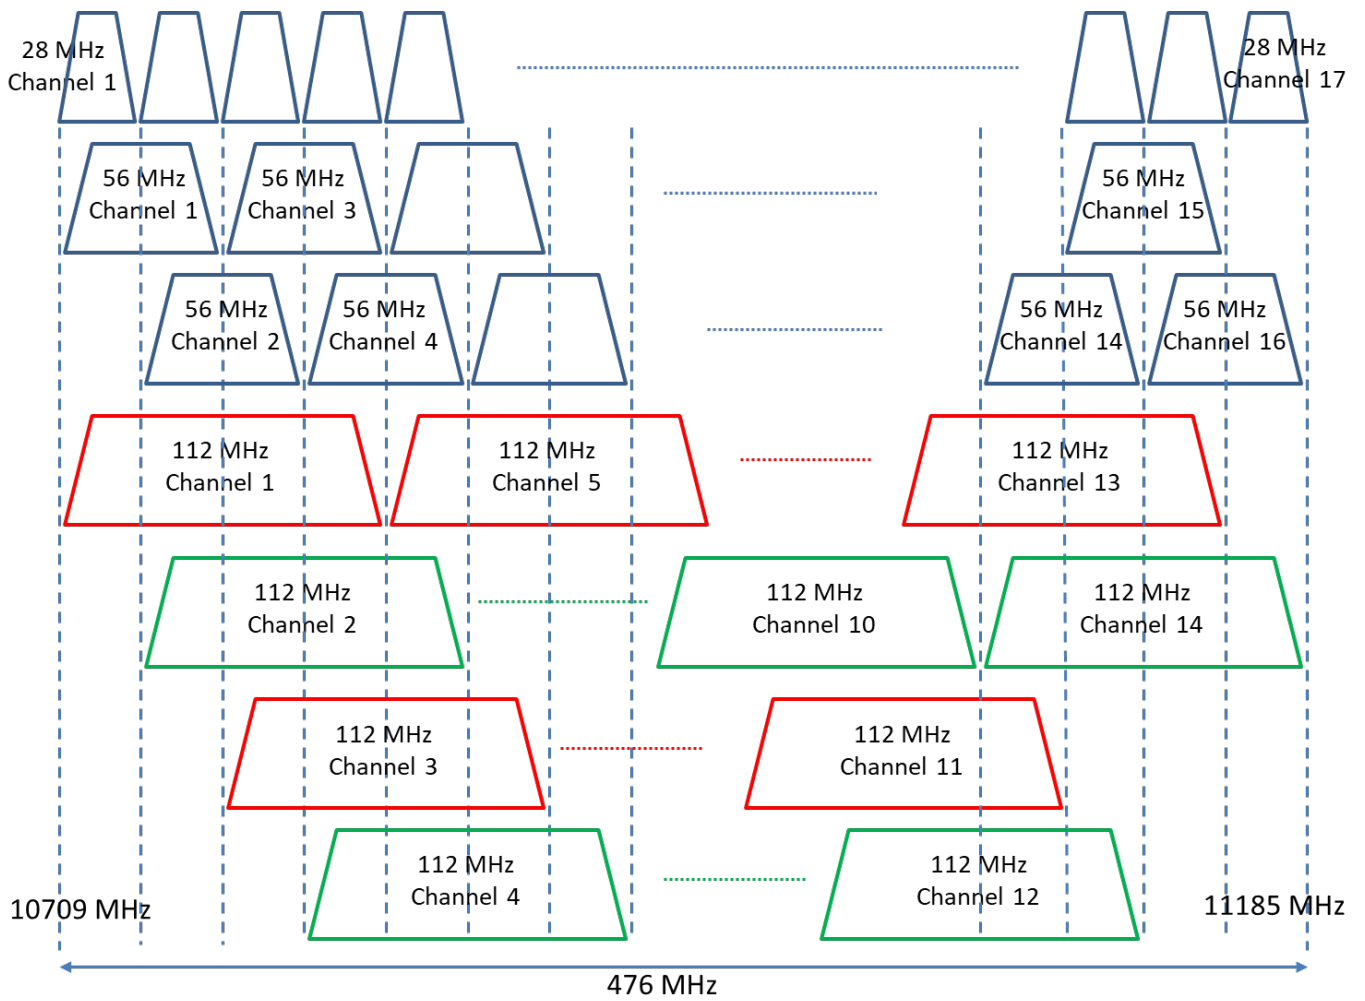 28 MHz
Channel 1
28 MHz
Channel 17
56 MHz
Channel 1
56 MHz
Channel 3
56 MHz
Channel 15
56 MHz
Channel 2
56 MHz
Channel 4
56 MHz
Channel 14
56 MHz
Channel 16
112 MHz
Channel 1
112 MHz
Channel 5
112 MHz
Channel 13
112 MHz
Channel 2
112 MHz
Channel 10
112 MHz
Channel 14
112 MHz
Channel 3
112 MHz
Channel 11
112 MHz
Channel 4
112 MHz
Channel 12
10709 MHz
11185 MHz
476 MHz